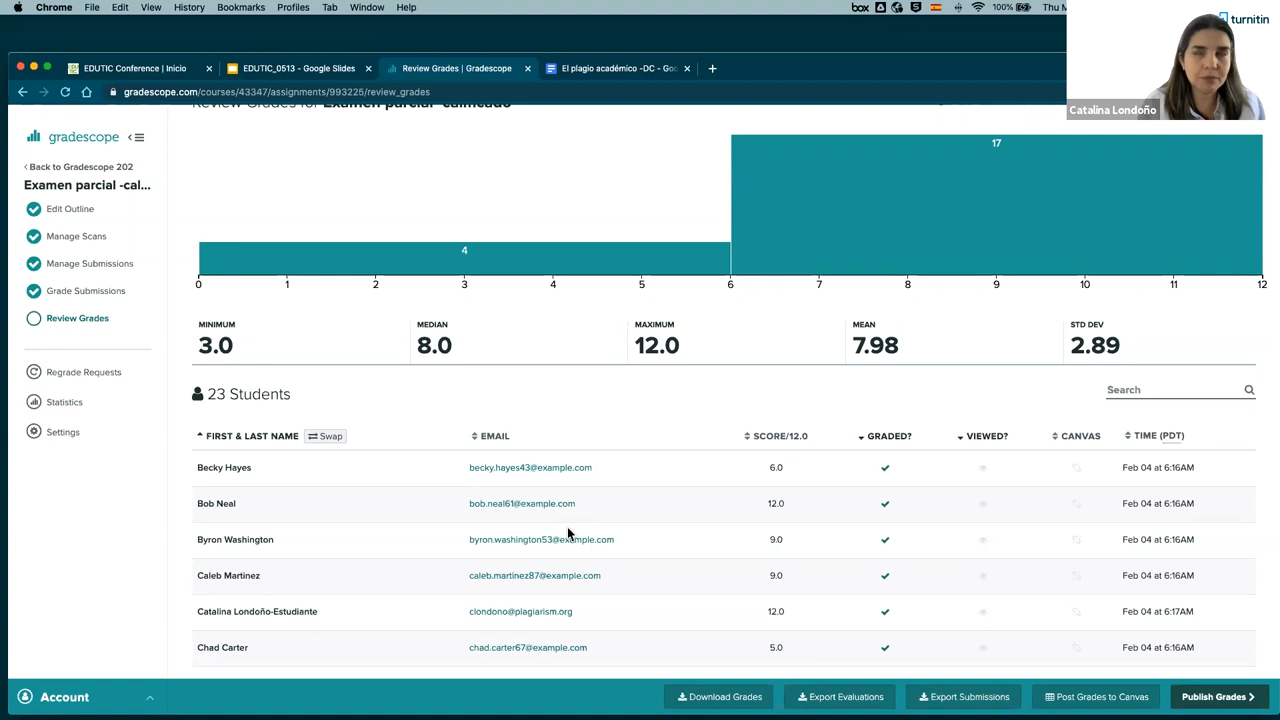 Chrome File Edit View History Bookmarks Profiles Tab Window Help box 100% Thu M
turnitin
EDUTIC Conference | Inicio EDUTIC_0513 - Google Slides Review Grades | Gradescope El plagio académico -DC - Goo
gradescope.com/courses/43347/assignments/993225/review_grades
Catalina Londoño
Review Grades for Examen parcial -calificado
gradescope
Back to Gradescope 202
Examen parcial -cal...
Edit Outline
Manage Scans
Manage Submissions
Grade Submissions
Review Grades
Regrade Requests
Statistics
Settings
17
4
0 1 2 3 4 5 6 7 8 9 10 11 12
MINIMUM MEDIAN MAXIMUM MEAN STD DEV
3.0 8.0 12.0 7.98 2.89
23 Students Search
FIRST & LAST NAME Swap EMAIL SCORE/12.0 GRADED? VIEWED? CANVAS TIME (PDT)
Becky Hayes becky.hayes43@example.com 6.0 Feb 04 at 6:16AM
Bob Neal bob.neal61@example.com 12.0 Feb 04 at 6:16AM
Byron Washington byron.washington53@example.com 9.0 Feb 04 at 6:16AM
Caleb Martinez caleb.martinez87@example.com 9.0 Feb 04 at 6:16AM
Catalina Londoño-Estudiante clondono@plagiarism.org 12.0 Feb 04 at 6:17AM
Chad Carter chad.carter67@example.com 5.0 Feb 04 at 6:16AM
Account Download Grades Export Evaluations Export Submissions Post Grades to Canvas Publish Grades